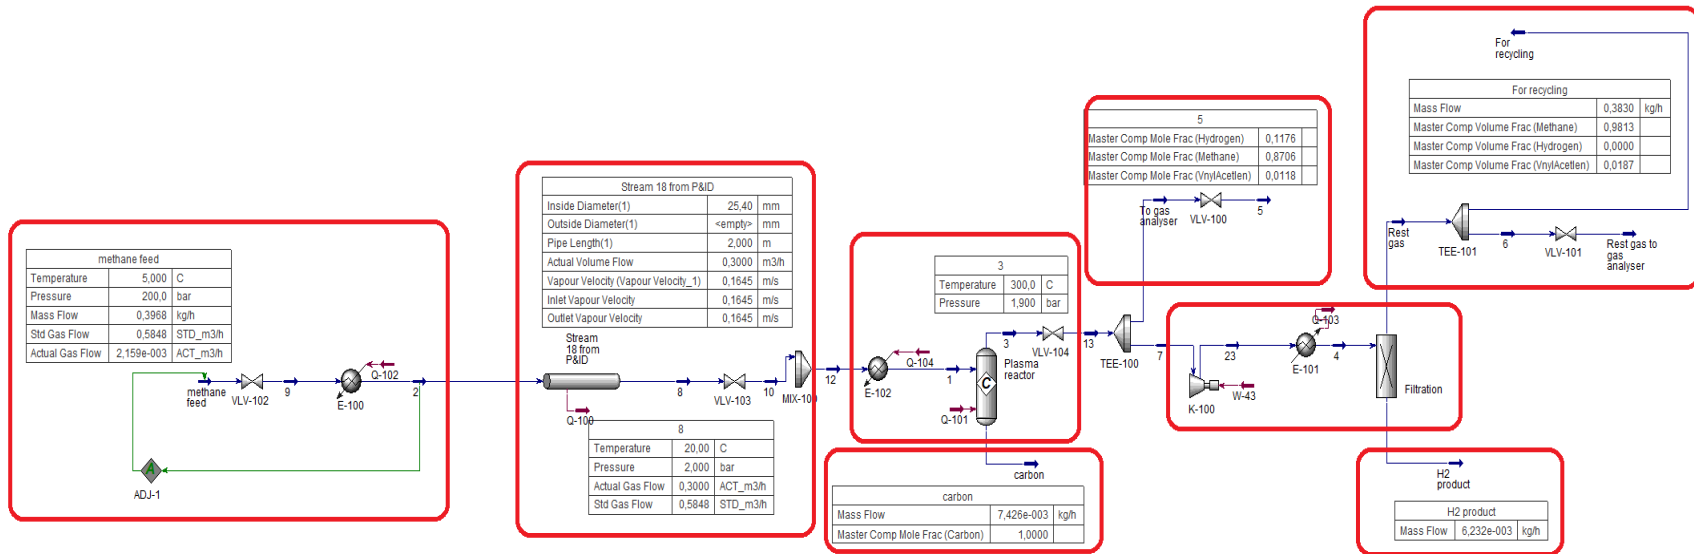 methane feed
Temperature 5,000 C
Pressure 200,0 bar
Mass Flow 0,3968 kg/h
Std Gas Flow 0,5848 STD_m3/h
Actual Gas Flow 2,159e-003 ACT_m3/h
methane
feed
VLV-102
9
E-100
Q-102
2
A
ADJ-1
Stream 18 from P&ID
Inside Diameter(1) 25,40 mm
Outside Diameter(1) <empty> mm
Pipe Length(1) 2,000 m
Actual Volume Flow 0,3000 m3/h
Vapour Velocity (Vapour Velocity_1) 0,1645 m/s
Inlet Vapour Velocity 0,1645 m/s
Outlet Vapour Velocity 0,1645 m/s
Stream
18 from
P&ID
Q-100
8
VLV-103
10
MIX-100
12
8
Temperature 20,00 C
Pressure 2,000 bar
Actual Gas Flow 0,3000 ACT_m3/h
Std Gas Flow 0,5848 STD_m3/h
3
Temperature 300,0 C
Pressure 1,900 bar
E-102
Q-104
1
Q-101
C
3
Plasma
reactor
VLV-104
13
TEE-100
carbon
carbon
Mass Flow 7,426e-003 kg/h
Master Comp Mole Frac (Carbon) 1,0000
5
Master Comp Mole Frac (Hydrogen) 0,1176
Master Comp Mole Frac (Methane) 0,8706
Master Comp Mole Frac (VnylAcetlen) 0,0118
To gas
analyser
VLV-100
5
7
K-100
W-43
23
E-101
Q-103
4
Filtration
H2
product
H2 product
Mass Flow 6,232e-003 kg/h
For
recycling
For recycling
Mass Flow 0,3830 kg/h
Master Comp Volume Frac (Methane) 0,9813
Master Comp Volume Frac (Hydrogen) 0,0000
Master Comp Volume Frac (VnylAcetlen) 0,0187
Rest
gas
TEE-101
6
VLV-101
Rest gas to
gas
analyser